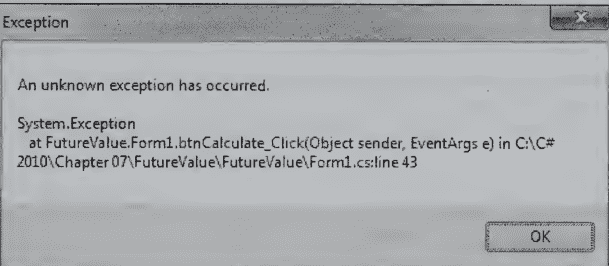 Exception
An unknown exception has occurred.
System.Exception
at FutureValue.Form1.btnCalculate_Click(Object sender, EventArgs e) in C:\C#
2010\Chapter 07\FutureValue\FutureValue\Form1.cs:line 43
OK